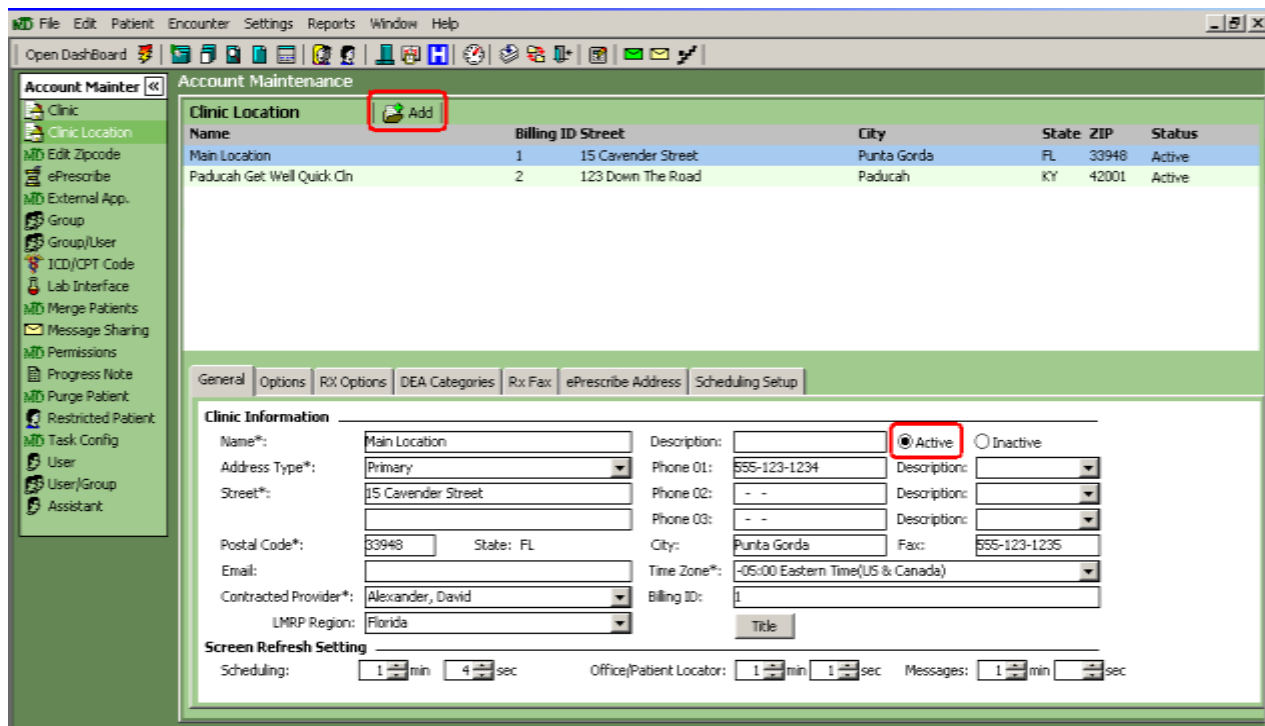 MD File Edit Patient Encounter Settings Reports Window Help
Open DashBoard
Account Mainter
Account Maintenance
Clinic
Clinic Location
Edit Zipcode
ePrescribe
External App.
Group
Group/User
ICD/CPT Code
Lab Interface
Merge Patients
Message Sharing
Permissions
Progress Note
Purge Patient
Restricted Patient
Task Config
User
User/Group
Assistant
Clinic Location Add
Name Billing ID Street City State ZIP Status
Main Location 1 15 Cavender Street Punta Gorda FL 33948 Active
Paducah Get Well Quick Cln 2 123 Down The Road Paducah KY 42001 Active
General Options RX Options DEA Categories Rx Fax ePrescribe Address Scheduling Setup
Clinic Information
Name*: Main Location Description: Active Inactive
Address Type*: Primary Phone 01: 555-123-1234 Description:
Street*: 15 Cavender Street Phone 02: - - Description:
Phone 03: - - Description:
Postal Code*: 33948 State: FL City: Punta Gorda Fax: 555-123-1235
Email: Time Zone*: -05:00 Eastern Time(US & Canada)
Contracted Provider*: Alexander, David Billing ID: 1
LMRP Region: Florida Title
Screen Refresh Setting
Scheduling: 1 min 4 sec Office/Patient Locator: 1 min 1 sec Messages: 1 min sec